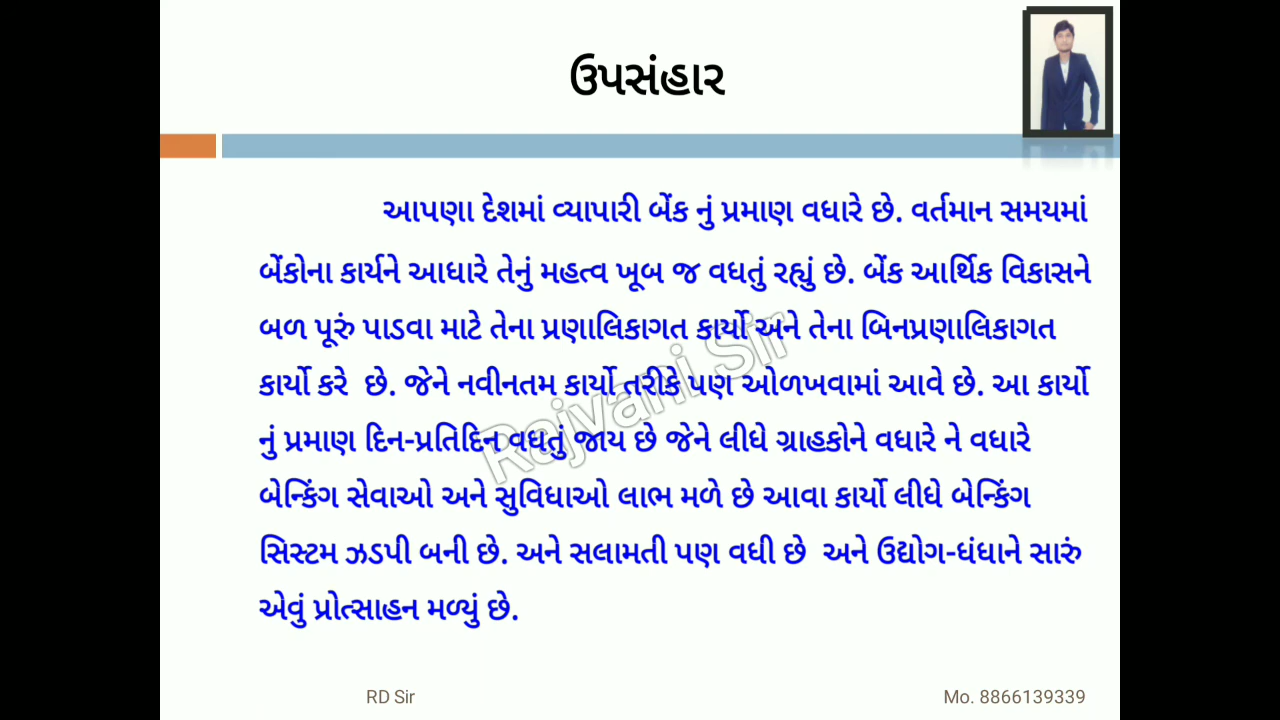 ઉપસંહાર
આપણા દેશમાં વ્યાપારી બેંક નું પ્રમાણ વધારે છે. વર્તમાન સમયમાં
બેંકોના કાર્યને આધારે તેનું મહત્વ ખૂબ જ વધતું રહ્યું છે. બેંક આર્થિક વિકાસને
બળ પૂરું પાડવા માટે તેના પ્રણાલિકાગત કાર્યો અને તેના બિનપ્રણાલિકાગત
કાર્યો કરે છે. જેને નવીનતમ કાર્યો તરીકે પણ ઓળખવામાં આવે છે. આ કાર્યો
નું પ્રમાણ દિન-પ્રતિદિન વધતું જાય છે જેને લીધે ગ્રાહકોને વધારે ને વધારે
બેન્કિંગ સેવાઓ અને સુવિધાઓ લાભ મળે છે આવા કાર્યો લીધે બેન્કિંગ
સિસ્ટમ ઝડપી બની છે. અને સલામતી પણ વધી છે અને ઉદ્યોગ-ધંધાને સારું
એવું પ્રોત્સાહન મળ્યું છે.
Rajvani Sir
RD Sir
Mo. 8866139339